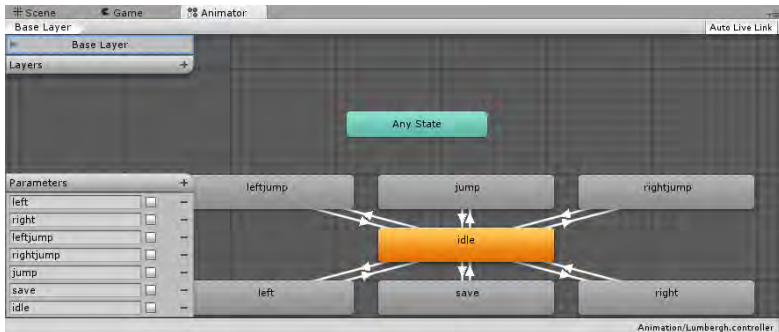 Scene Game Animator
Base Layer Auto Live Link
Base Layer
Layers +
Any State
Parameters +
leftjump jump rightjump
left -
right -
leftjump -
idle
rightjump -
jump -
save -
left save right
idle -
Animation/Lumbergh.controller